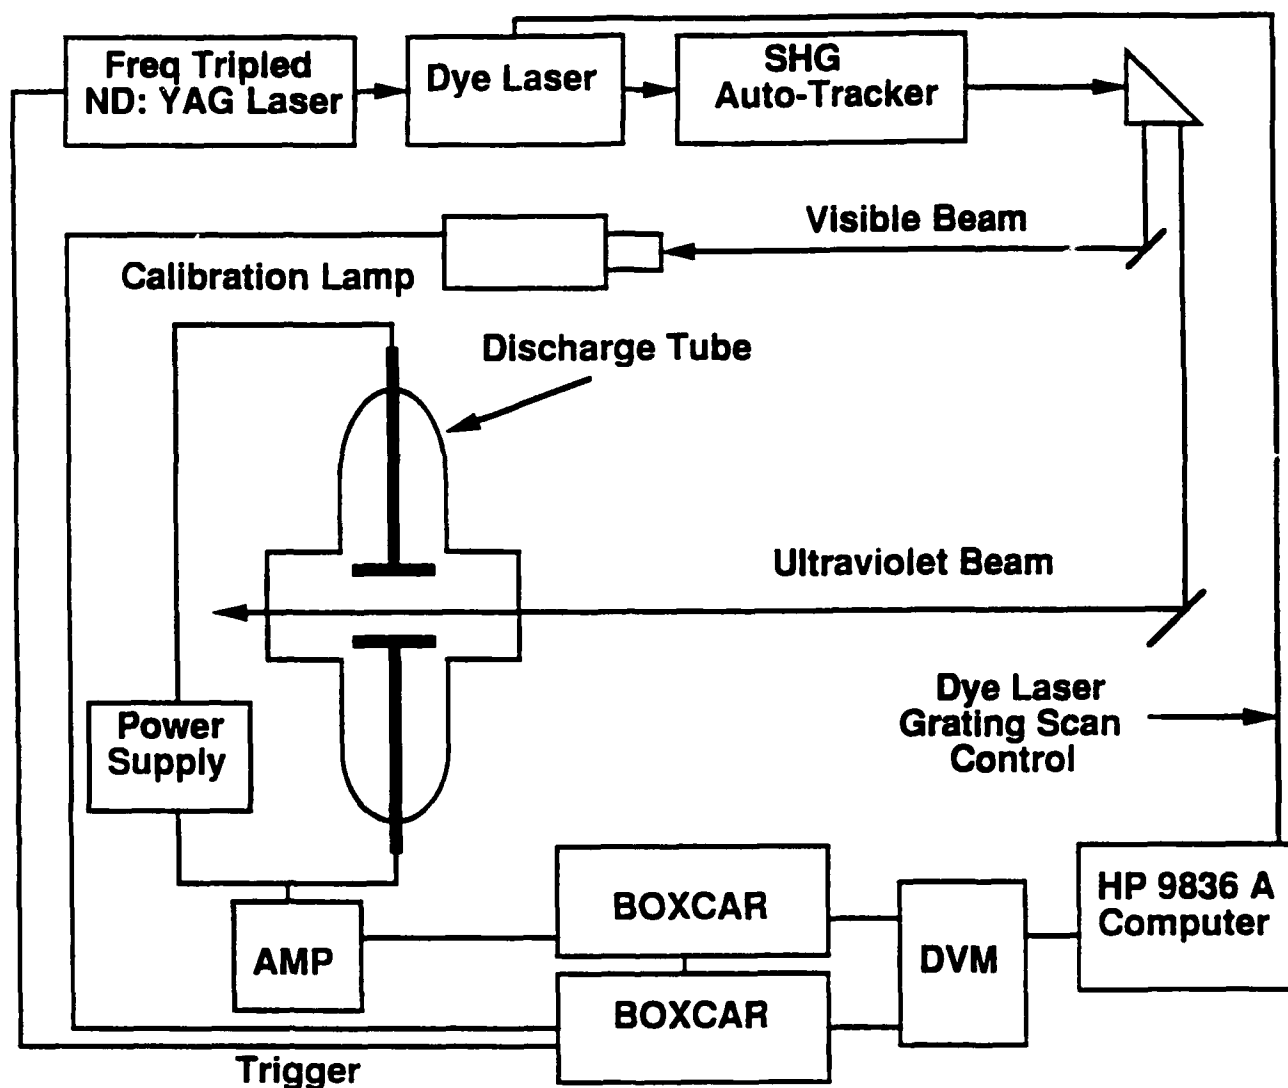 Freq Tripled
ND: YAG Laser
Dye Laser
SHG
Auto-Tracker
Visible Beam
Calibration Lamp
Discharge Tube
Ultraviolet Beam
Power
Supply
Dye Laser
Grating Scan
Control
BOXCAR
HP 9836 A
Computer
AMP
DVM
BOXCAR
Trigger